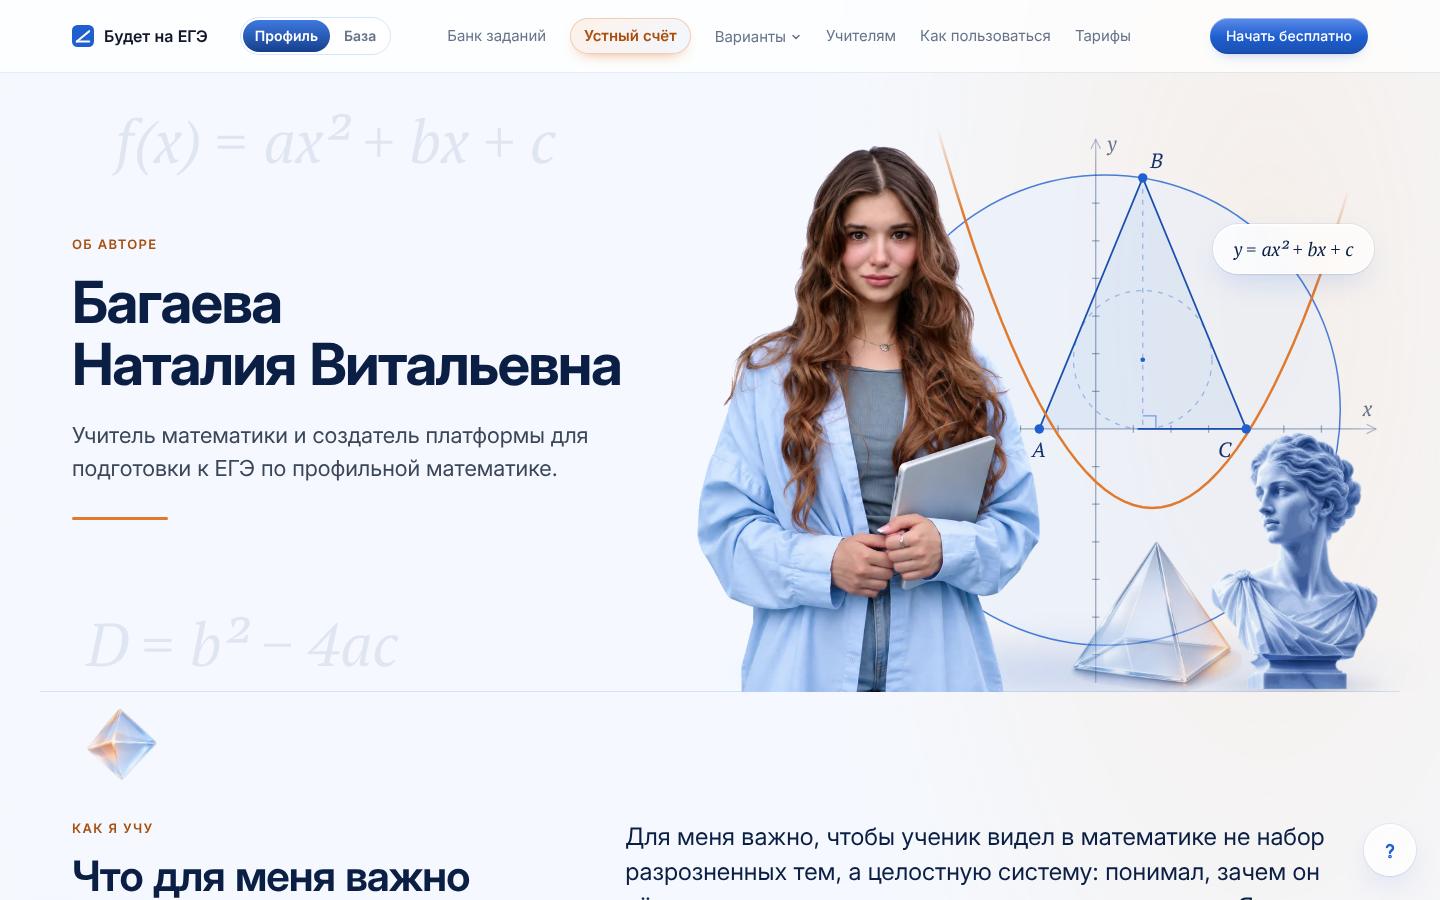 Будет на ЕГЭ
Профиль
База
Банк заданий
Устный счёт
Варианты
Учителям
Как пользоваться
Тарифы
Начать бесплатно
f(x) = ax² + bx + c
ОБ АВТОРЕ
Багаева
Наталия Витальевна
Учитель математики и создатель платформы для
подготовки к ЕГЭ по профильной математике.
D = b² − 4ac
y
B
y = ax² + bx + c
x
A
C
КАК Я УЧУ
Что для меня важно
Для меня важно, чтобы ученик видел в математике не набор
разрозненных тем, а целостную систему: понимал, зачем он
?